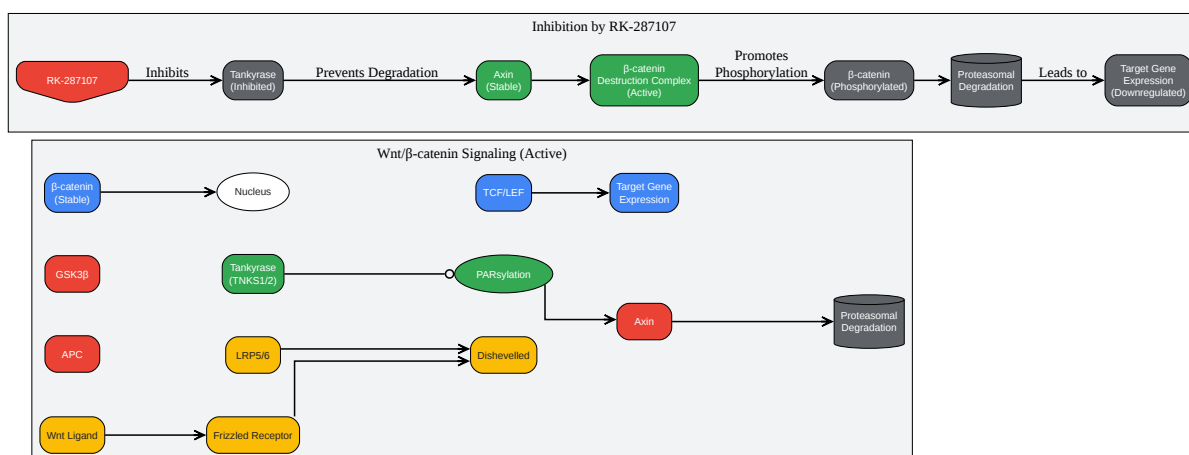 Inhibition by RK-287107
RK-287107
Inhibits
Tankyrase
(Inhibited)
Prevents Degradation
Axin
(Stable)
β-catenin
Destruction Complex
(Active)
Promotes
Phosphorylation
β-catenin
(Phosphorylated)
Proteasomal
Degradation
Leads to
Target Gene
Expression
(Downregulated)
Wnt/β-catenin Signaling (Active)
β-catenin
(Stable)
Nucleus
TCF/LEF
Target Gene
Expression
GSK3β
Tankyrase
(TNKS1/2)
PARsylation
Axin
Proteasomal
Degradation
APC
LRP5/6
Dishevelled
Wnt Ligand
Frizzled Receptor